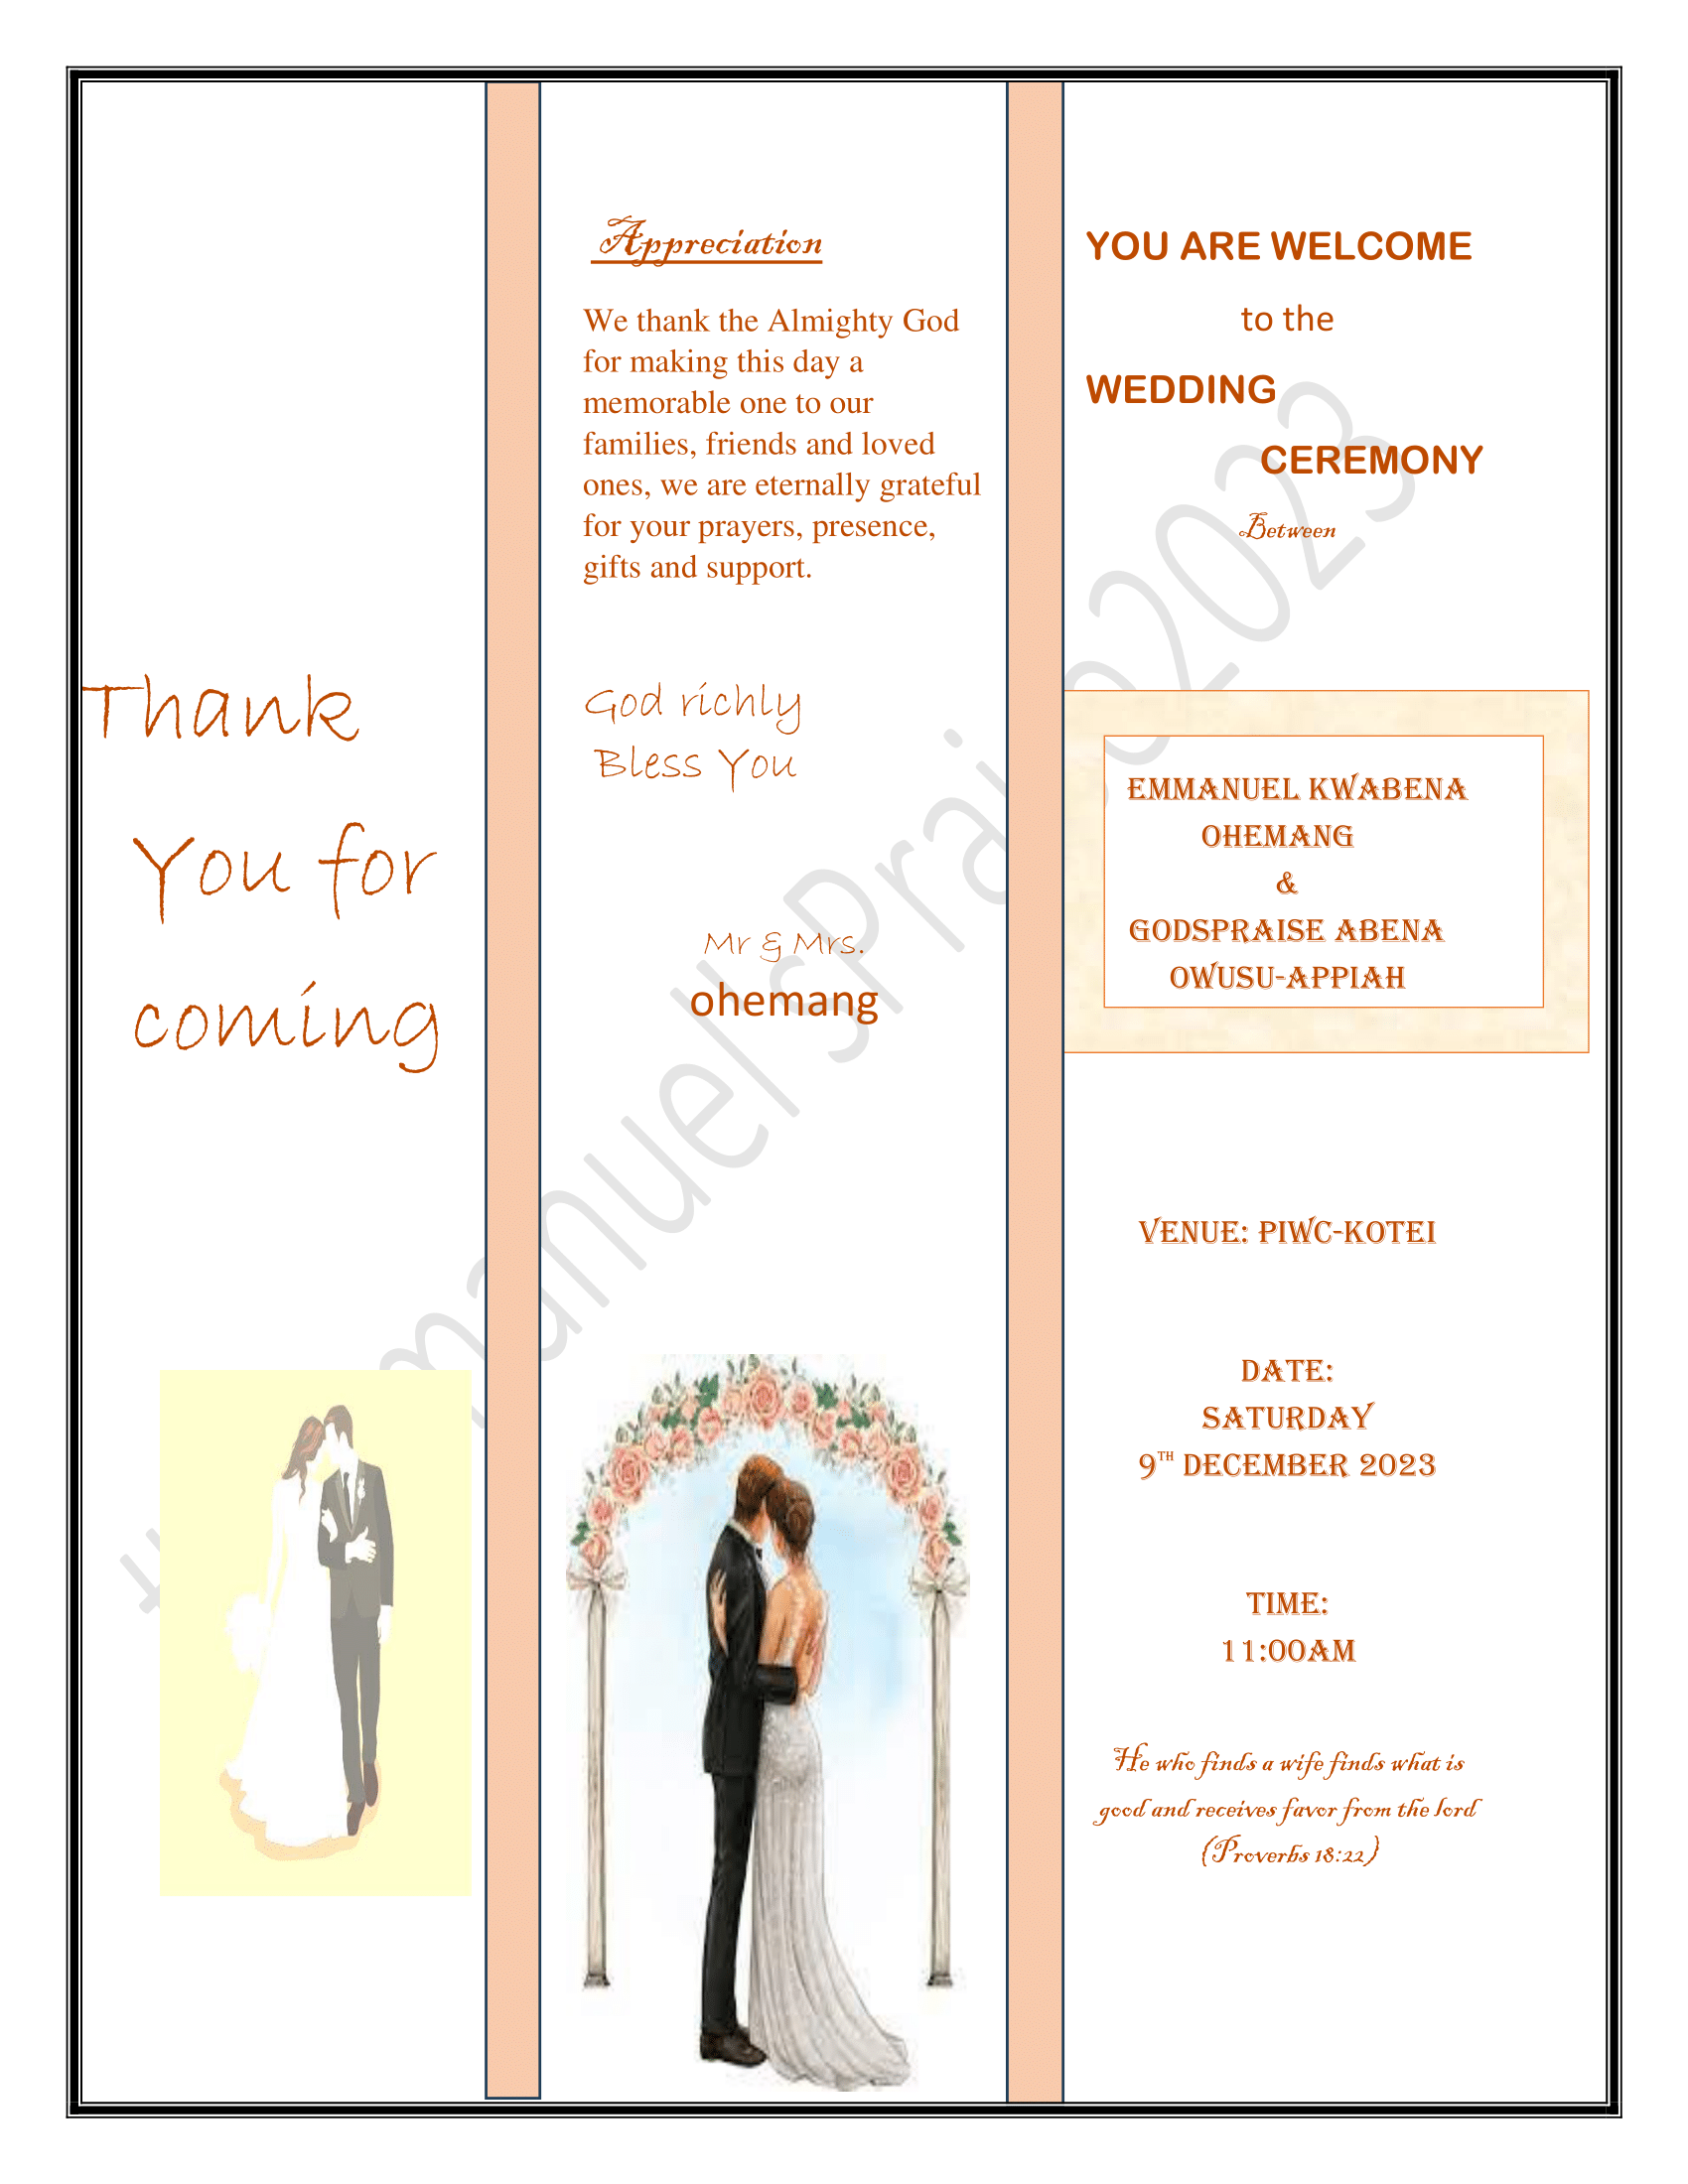 Thank
You for
coming
Appreciation
We thank the Almighty God
for making this day a
memorable one to our
families, friends and loved
ones, we are eternally grateful
for your prayers, presence,
gifts and support.
God richly
Bless You
Mr & Mrs.
ohemang
YOU ARE WELCOME
to the
WEDDING
CEREMONY
Between
EMMANUEL KWABENA
OHEMANG
&
GODSPRAISE ABENA
OWUSU-APPIAH
VENUE: PIWC-KOTEI
DATE:
SATURDAY
9TH DECEMBER 2023
TIME:
11:00AM
He who finds a wife finds what is
good and receives favor from the lord
(Proverbs 18:22)